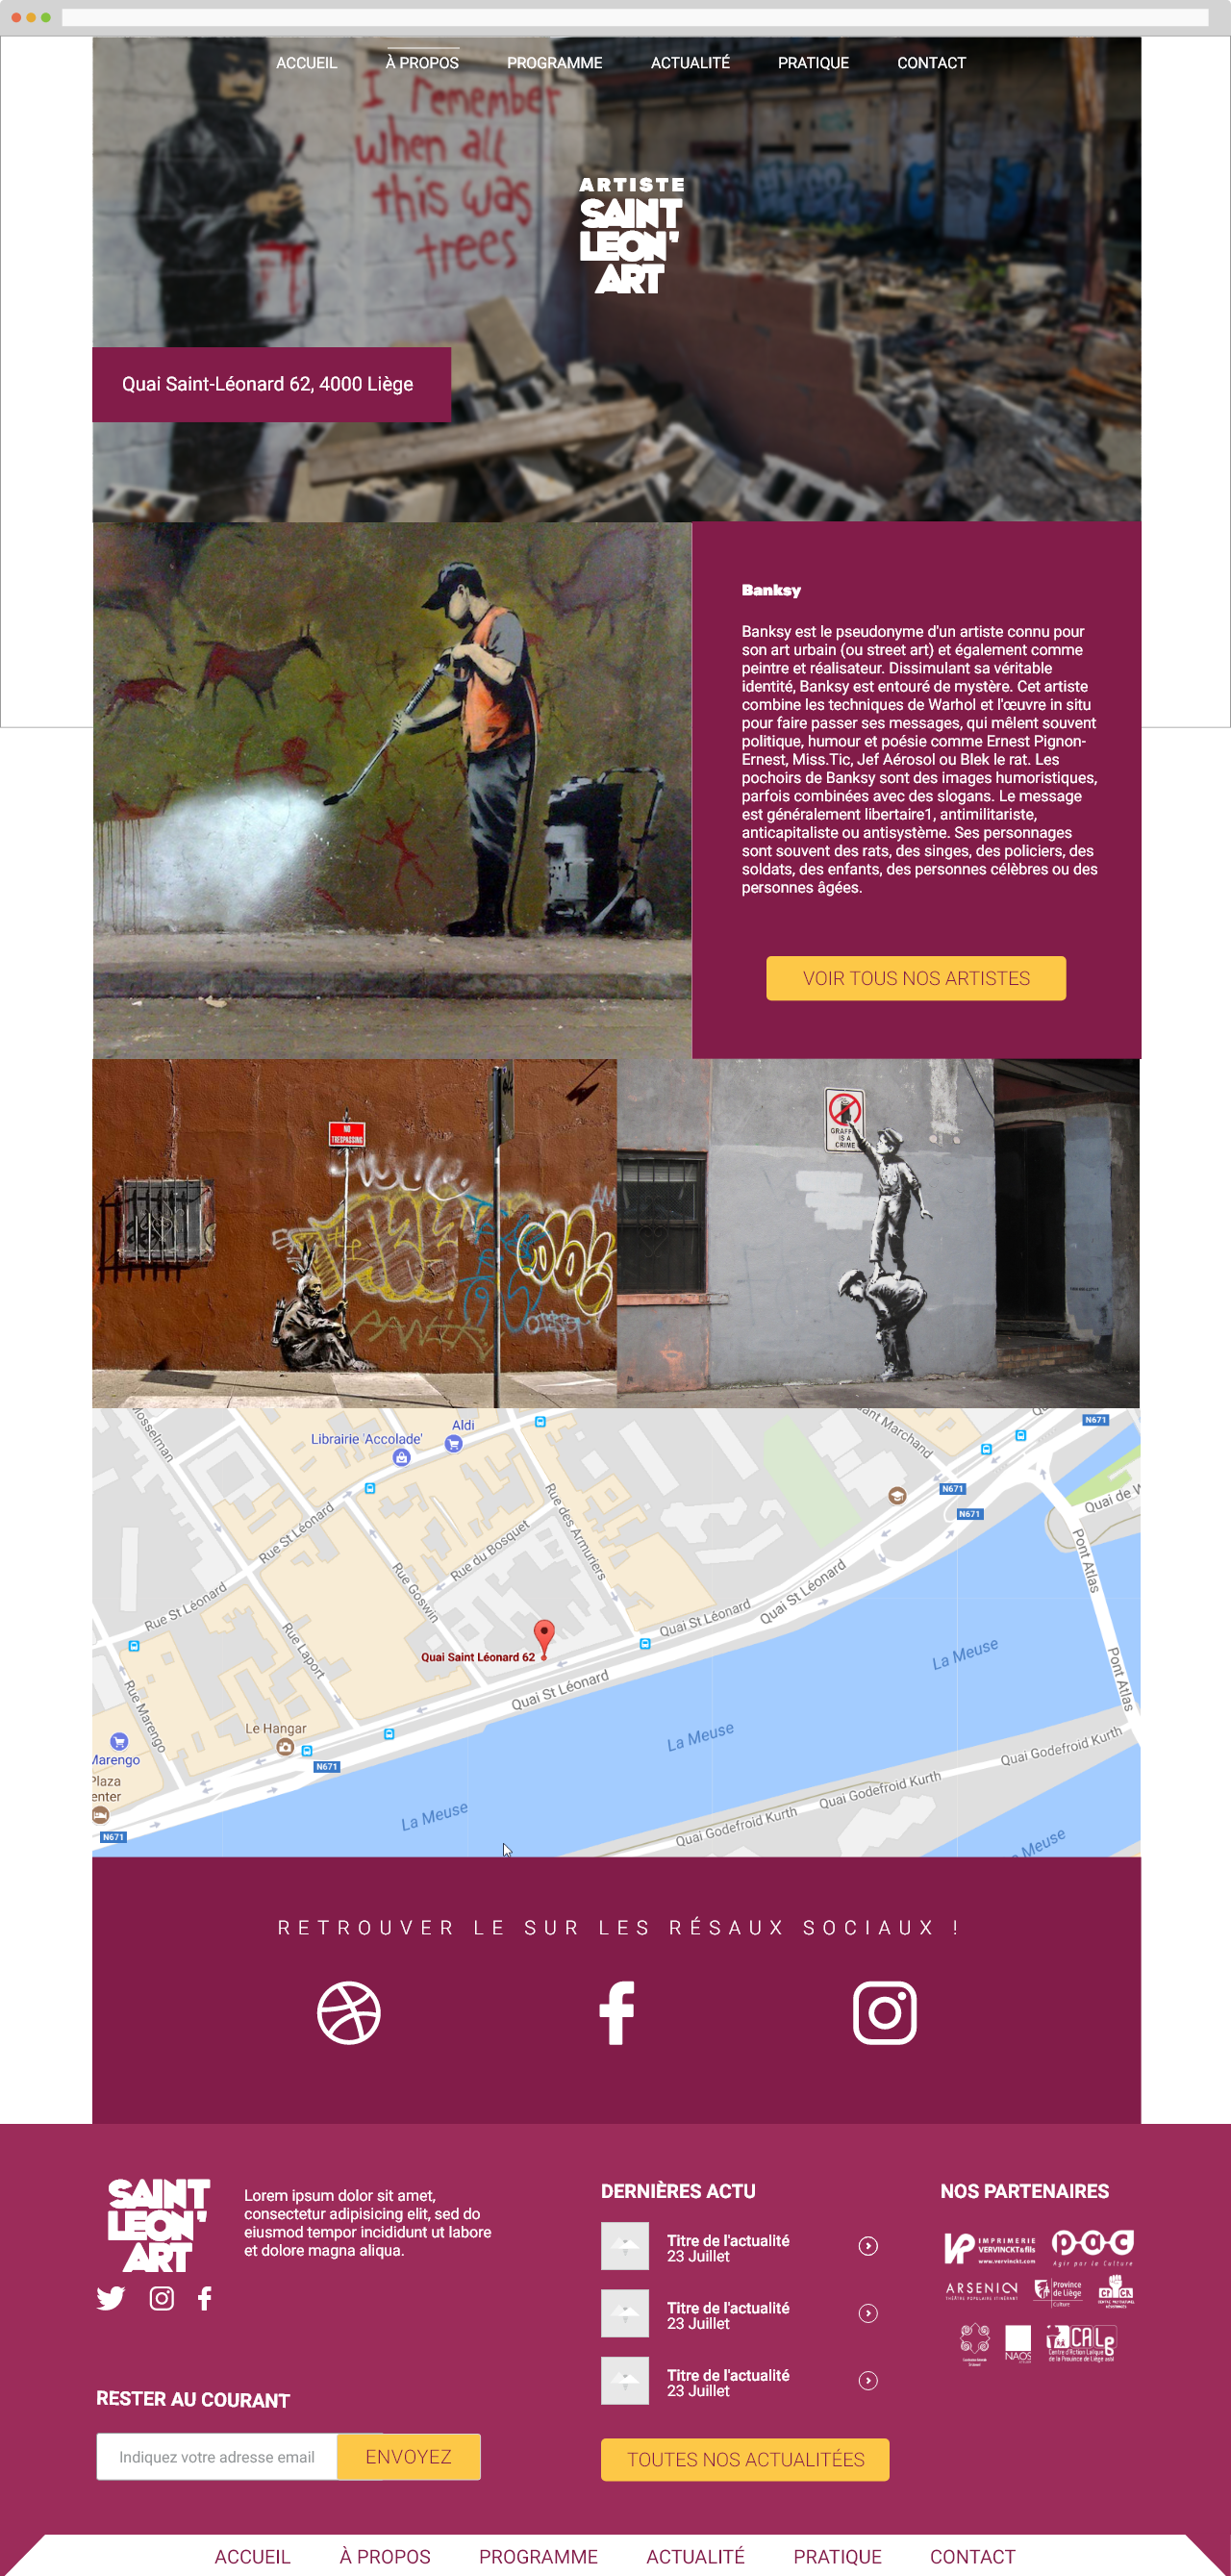 ACCUEIL À PROPOS PROGRAMME ACTUALITÉ PRATIQUE CONTACT
I remember
when all
this was
trees
ARTISTE
SAINT
LEON'
ART
Quai Saint-Léonard 62, 4000 Liège
Banksy
Banksy est le pseudonyme d'un artiste connu pour
son art urbain (ou street art) et également comme
peintre et réalisateur. Dissimulant sa véritable
identité, Banksy est entouré de mystère. Cet artiste
combine les techniques de Warhol et l'œuvre in situ
pour faire passer ses messages, qui mêlent souvent
politique, humour et poésie comme Ernest Pignon-
Ernest, Miss.Tic, Jef Aérosol ou Blek le rat. Les
pochoirs de Banksy sont des images humoristiques,
parfois combinées avec des slogans. Le message
est généralement libertaire1, antimilitariste,
anticapitaliste ou antisystème. Ses personnages
sont souvent des rats, des singes, des policiers, des
soldats, des enfants, des personnes célèbres ou des
personnes âgées.
VOIR TOUS NOS ARTISTES
NO
TRESPASSING
GRAFFITI
IS A
CRIME
Mosselman
Librairie 'Accolade'
Aldi
ant Marchand
N671
N671
N671
Quai de W
Rue St Léonard
Rue du Bosquet
Rue des Armuriers
Pont Atlas
Rue St Léonard
Rue Goswin
Quai St Léonard
Quai St Léonard
Rue Laport
Quai Saint Léonard 62
Quai St Léonard
La Meuse
Pont Atlas
Rue Marengo
Le Hangar
La Meuse
Quai Godefroid Kurth
Marengo
N671
Plaza
enter
N671
La Meuse
Quai Godefroid Kurth
Quai Godefroid Kurth
Meuse
RETROUVER LE SUR LES RÉSAUX SOCIAUX !
SAINT
LEON'
ART
Lorem ipsum dolor sit amet,
consectetur adipisicing elit, sed do
eiusmod tempor incididunt ut labore
et dolore magna aliqua.
RESTER AU COURANT
Indiquez votre adresse email
ENVOYEZ
DERNIÈRES ACTU
Titre de l'actualité
23 Juillet
Titre de l'actualité
23 Juillet
Titre de l'actualité
23 Juillet
TOUTES NOS ACTUALITÉES
NOS PARTENAIRES
IMPRIMERIE
VERVINCKT&fils
www.vervinckt.com
pac
Agir par la Culture
ARSENIC
THÉÂTRE POPULAIRE ITINÉRANT
Province
de Liège
Culture
NAOS
CALg
Centre d'Action Laïque
de la Province de Liège asbl
ACCUEIL À PROPOS PROGRAMME ACTUALITÉ PRATIQUE CONTACT